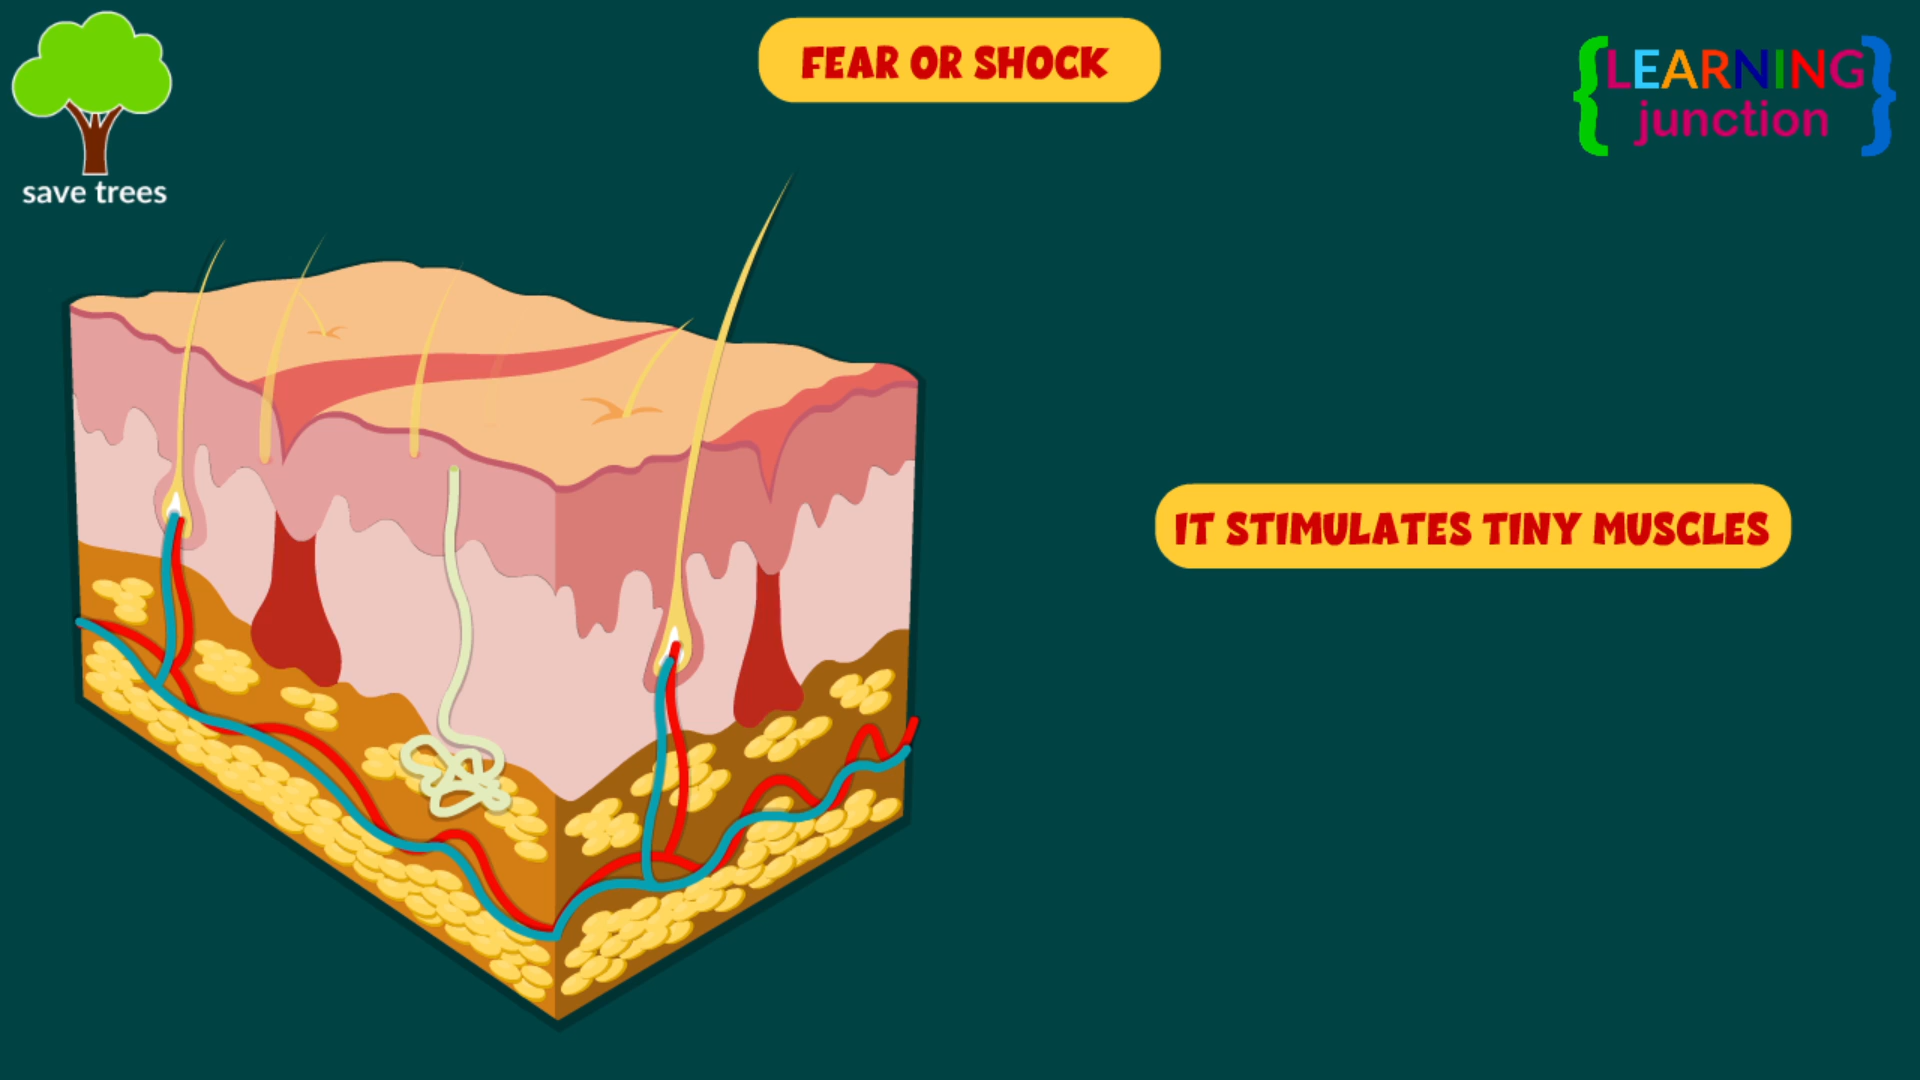 FEAR OR SHOCK
{LEARNING
junction}
save trees
IT STIMULATES TINY MUSCLES